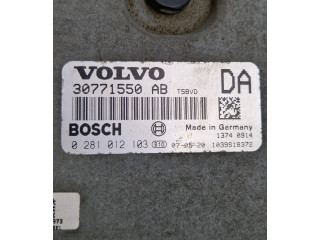 VOLVO
30771550 AB T5BVD
DA
BOSCH
Made in Germany
1374 0914
0 281 012 103 07-05-20 1039S18372